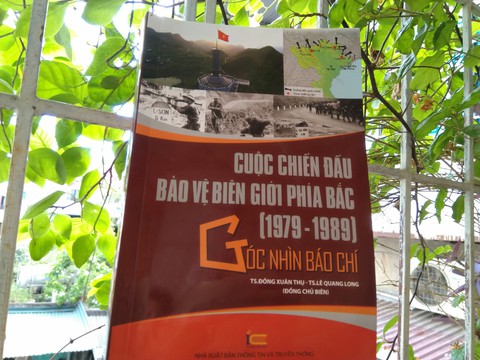 CUỘC CHIẾN ĐẤU
BẢO VỆ BIÊN GIỚI PHÍA BẮC
(1979 - 1989)
GÓC NHÌN BÁO CHÍ
TS.ĐỒNG XUÂN THỤ - TS.LÊ QUANG LONG
(ĐỒNG CHỦ BIÊN)
NHÀ XUẤT BẢN THÔNG TIN VÀ TRUYỀN THÔNG